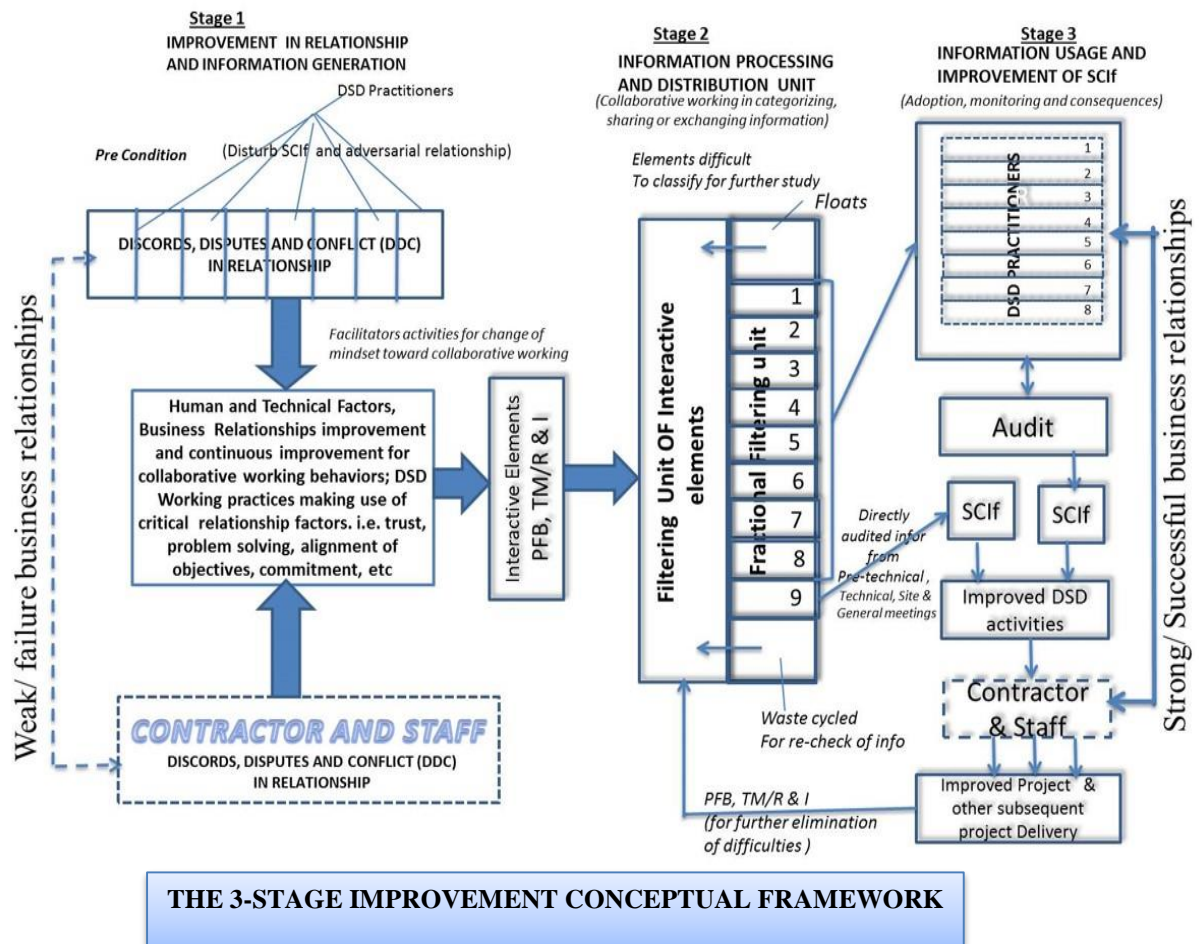 Stage 1
IMPROVEMENT IN RELATIONSHIP
AND INFORMATION GENERATION
DSD Practitioners
Pre Condition
(Disturb SCIf and adversarial relationship)
DISCORDS, DISPUTES AND CONFLICT (DDC)
IN RELATIONSHIP
Facilitators activities for change of
mindset toward collaborative working
Weak/ failure business relationships
Human and Technical Factors,
Business Relationships improvement
and continuous improvement for
collaborative working behaviors; DSD
Working practices making use of
critical relationship factors. i.e. trust,
problem solving, alignment of
objectives, commitment, etc
Interactive Elements
PFB, TM/R & I
CONTRACTOR AND STAFF
DISCORDS, DISPUTES AND CONFLICT (DDC)
IN RELATIONSHIP
Stage 2
INFORMATION PROCESSING
AND DISTRIBUTION UNIT
(Collaborative working in categorizing,
sharing or exchanging information)
Elements difficult
To classify for further study
Floats
Filtering Unit OF Interactive
elements
Fractional Filtering unit
1
2
3
4
5
6
7
8
9
Directly
audited infor
from
Pre-technical ,
Technical, Site &
General meetings
Waste cycled
For re-check of info
PFB, TM/R & I
(for further elimination
of difficulties )
Stage 3
INFORMATION USAGE AND
IMPROVEMENT OF SCIf
(Adoption, monitoring and consequences)
DSD PRACTITIONERS
R
1
2
3
4
5
6
7
8
Audit
SCIf
SCIf
Improved DSD
activities
Contractor
& Staff
Improved Project &
other subsequent
project Delivery
Strong/ Successful business relationships
THE 3-STAGE IMPROVEMENT CONCEPTUAL FRAMEWORK